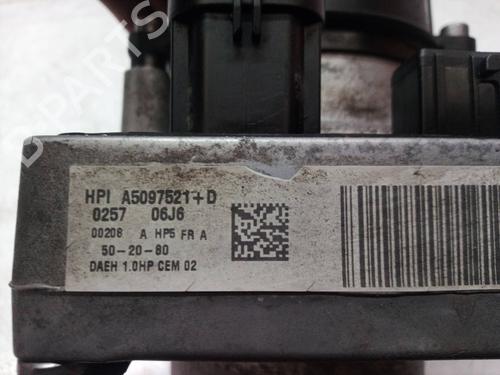 HPI A5097521+D
0257 06J6
00208 A HP5 FR A
50-20-80
DAEH 1.0HP CEM 02